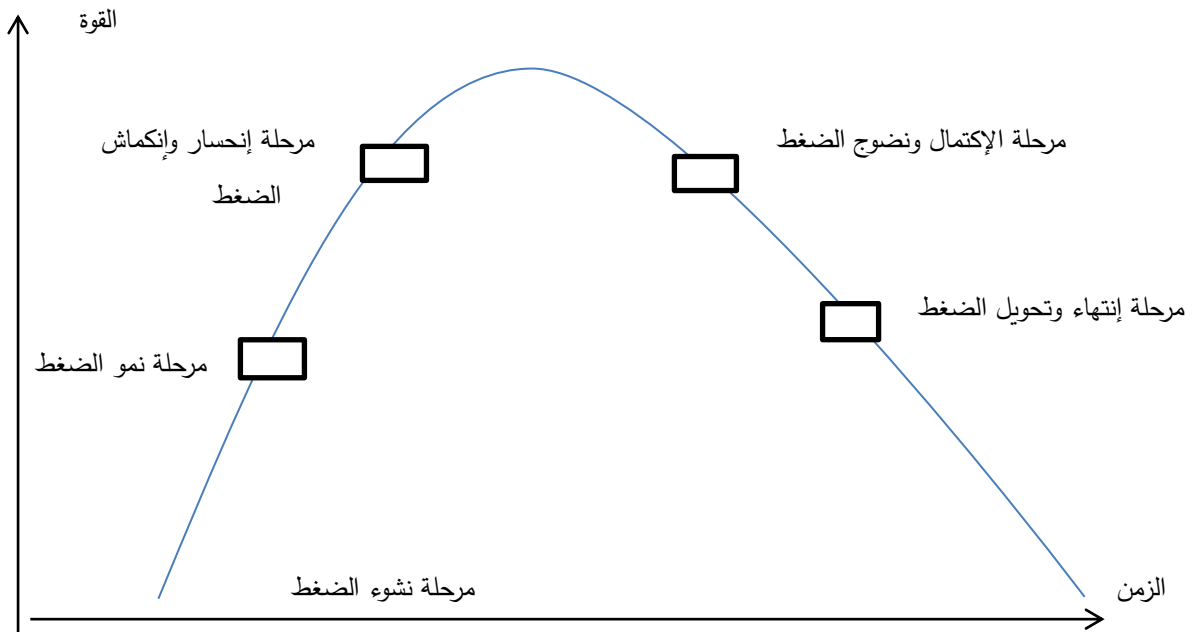 القوة
مرحلة الإكتمال ونضوج الضغط
مرحلة إنحسار وإنكماش
الضغط
مرحلة إنتهاء وتحويل الضغط
مرحلة نمو الضغط
الزمن
مرحلة نشوء الضغط